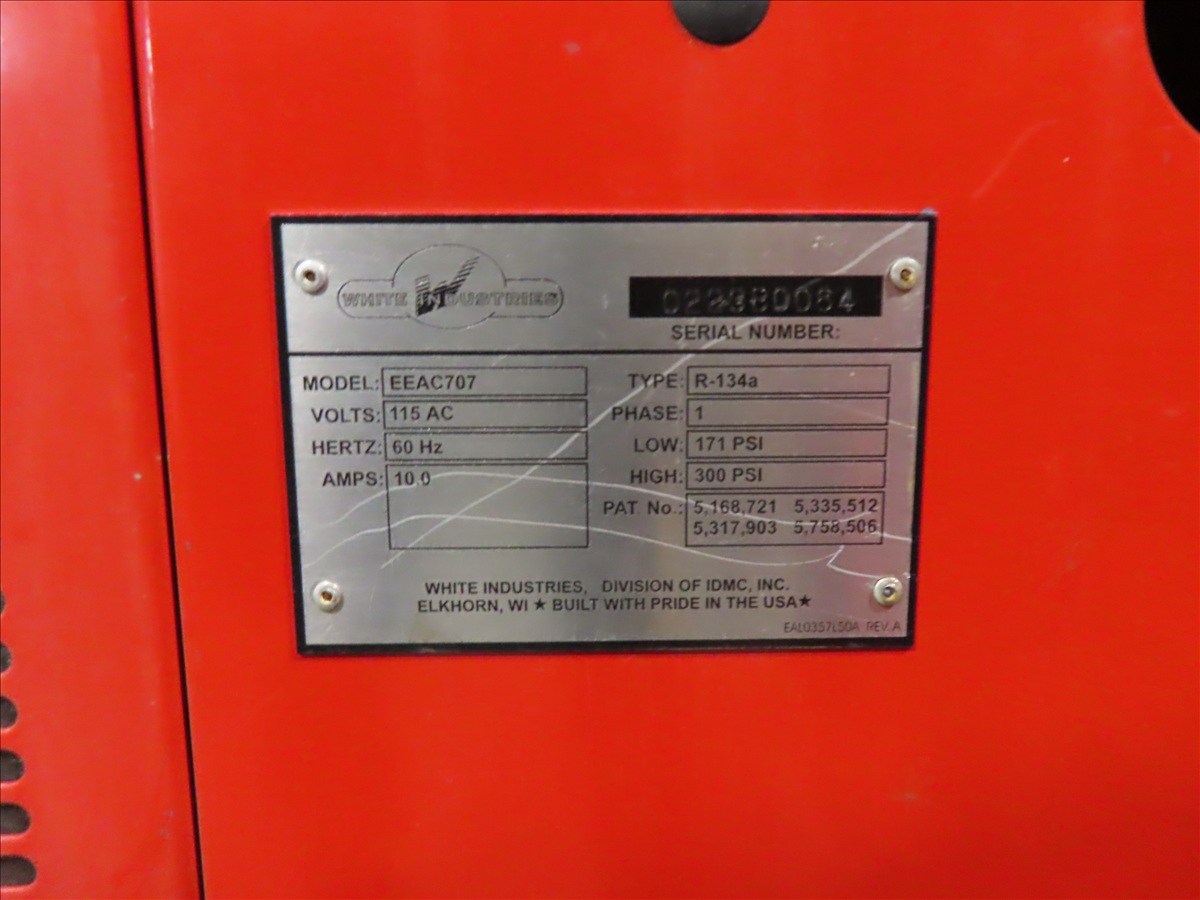 WHITE INDUSTRIES
SERIAL NUMBER:
MODEL: EEAC707
VOLTS: 115 AC
HERTZ: 60 Hz
AMPS: 10.0
TYPE: R-134a
PHASE: 1
LOW: 171 PSI
HIGH: 300 PSI
PAT. No.: 5,168,721 5,335,512
5,317,903 5,758,506
WHITE INDUSTRIES, DIVISION OF IDMC, INC.
ELKHORN, WI ★ BUILT WITH PRIDE IN THE USA★
EAL0357L50A REV.A